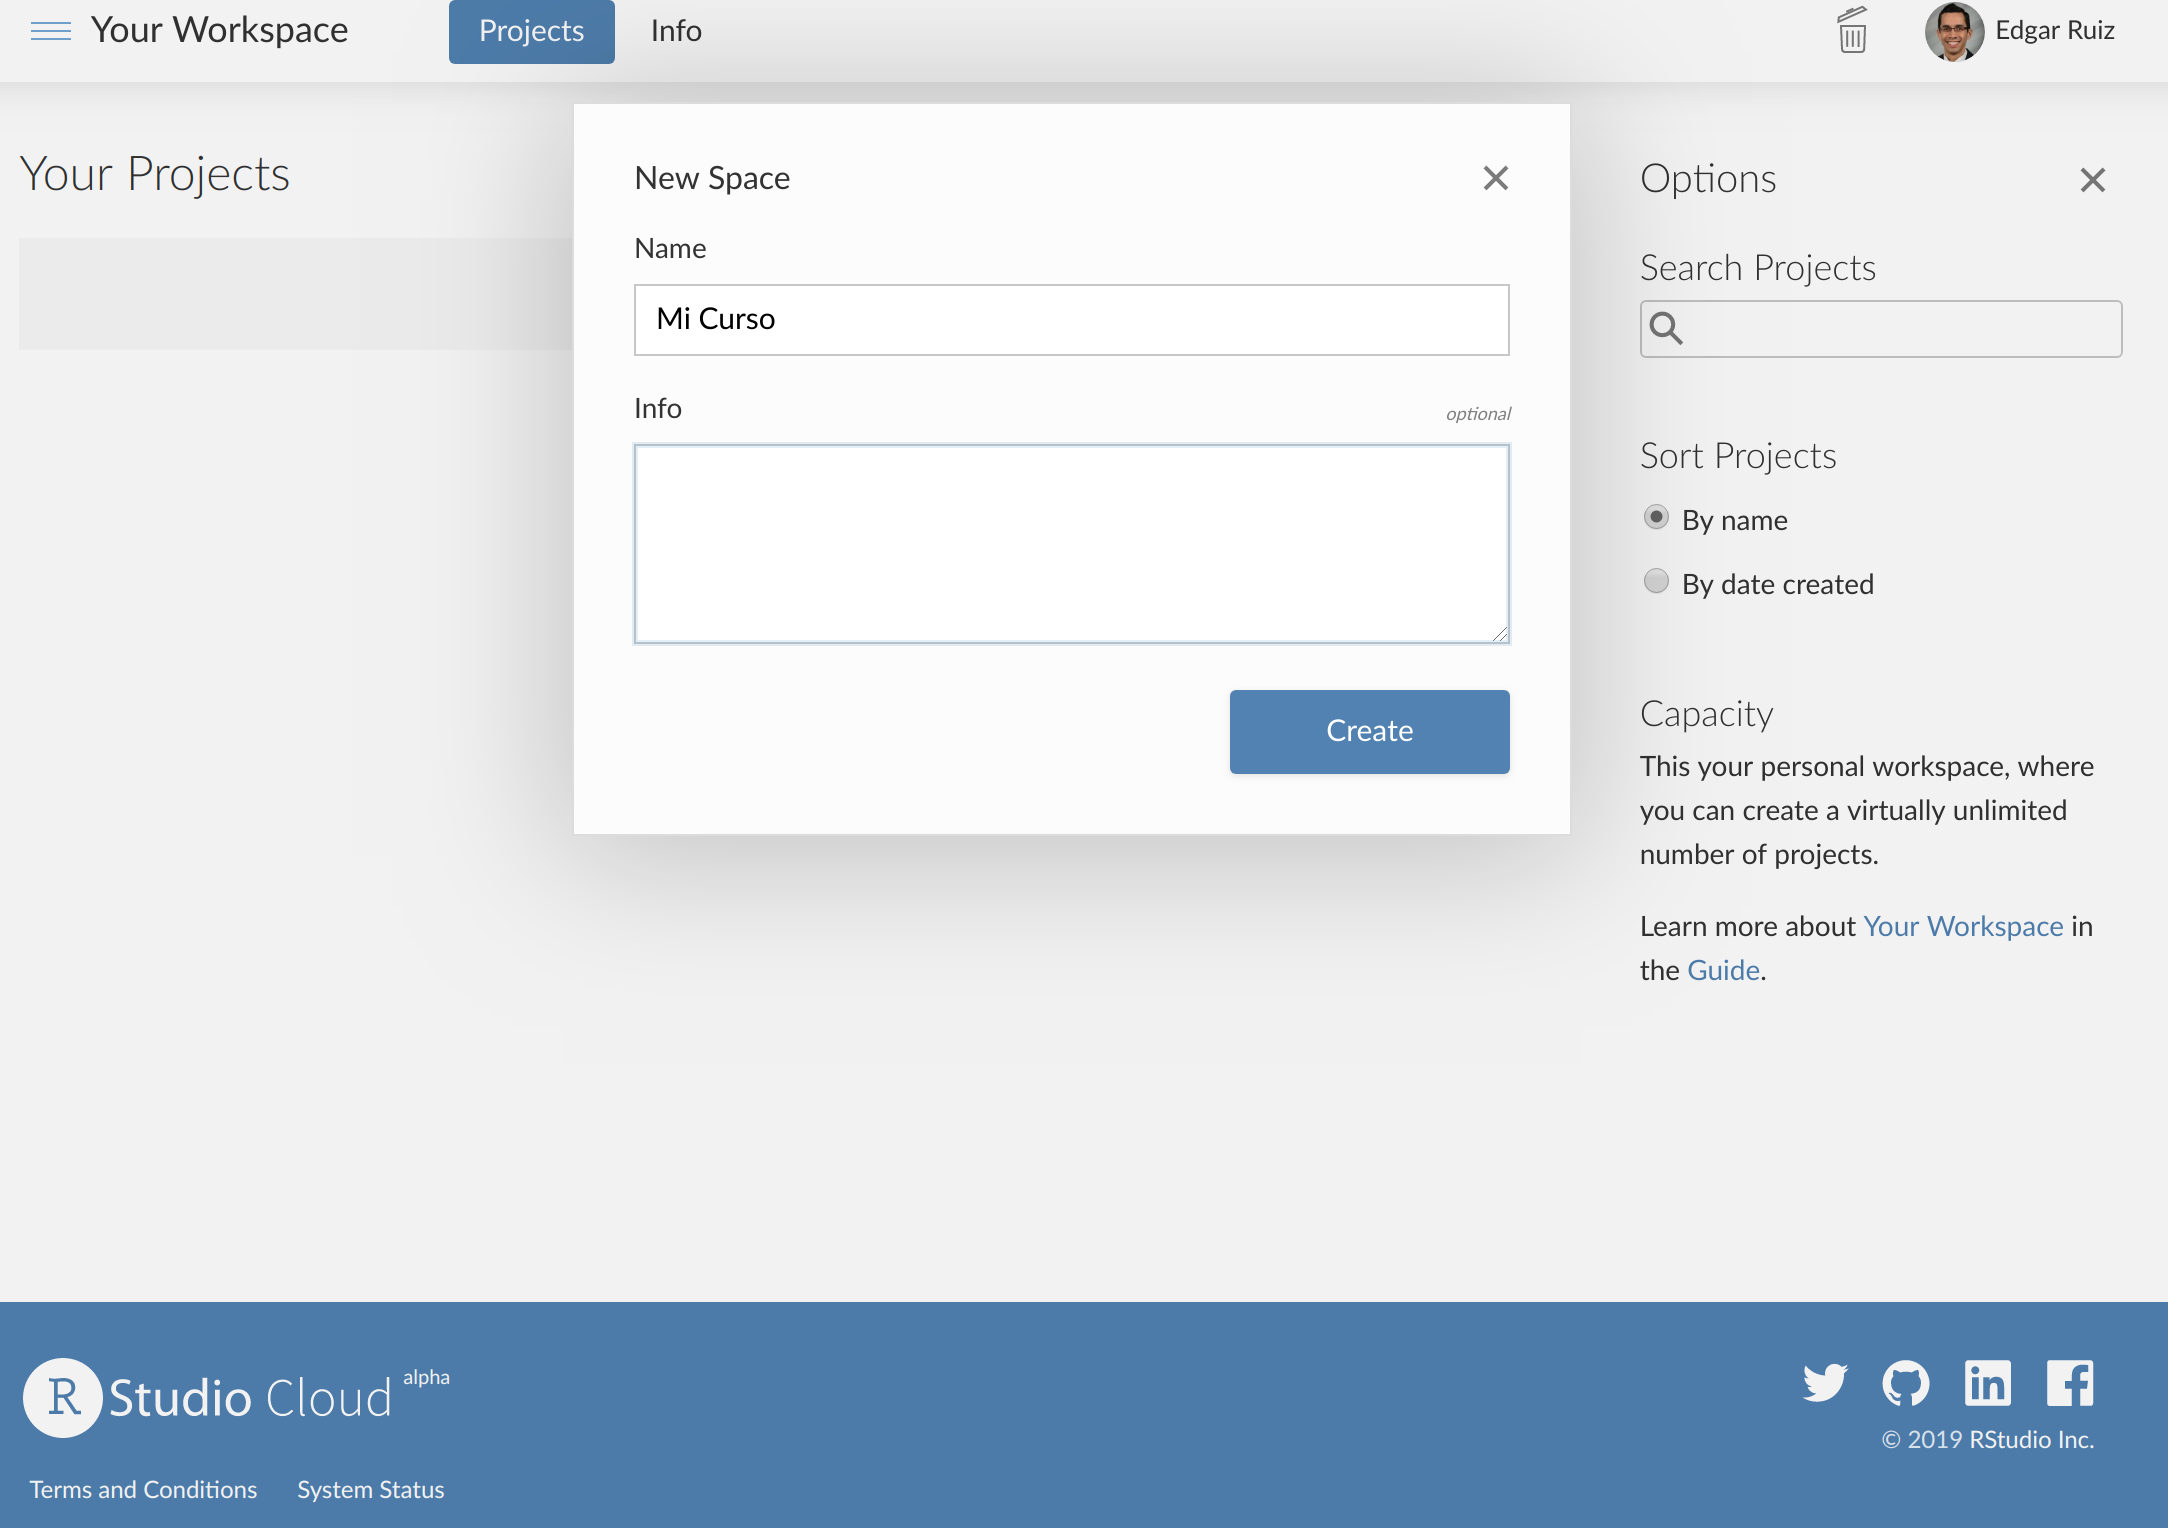 Your Workspace
Projects
Info
Edgar Ruiz
Your Projects
New Space
Name
Mi Curso
Info
optional
Create
Options
Search Projects
Sort Projects
By name
By date created
Capacity
This your personal workspace, where
you can create a virtually unlimited
number of projects.
Learn more about Your Workspace in
the Guide.
R Studio Cloud alpha
© 2019 RStudio Inc.
Terms and Conditions
System Status